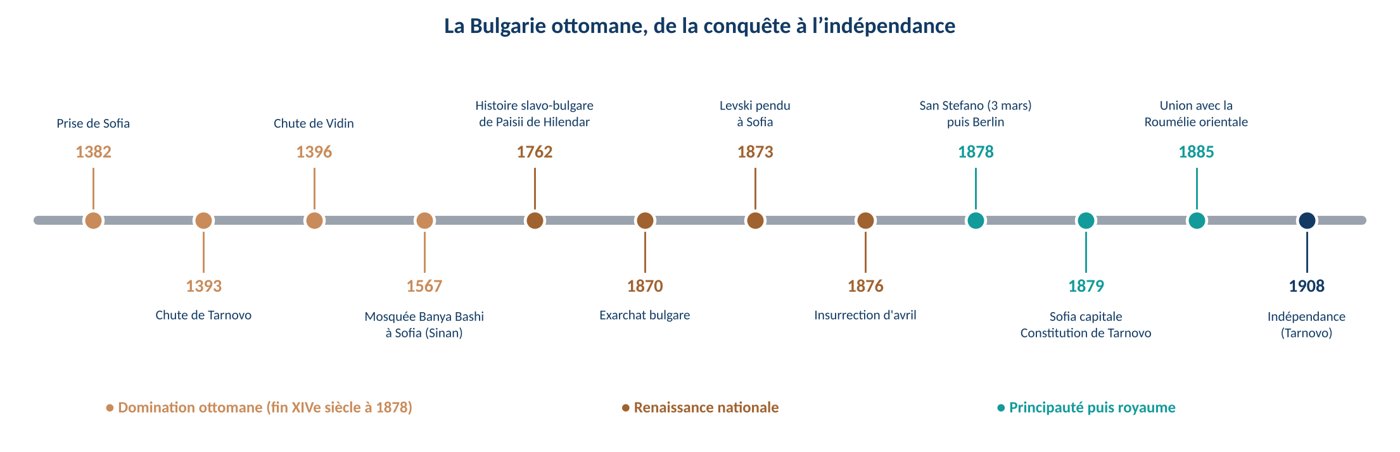 La Bulgarie ottomane, de la conquête à l’indépendance
Prise de Sofia
1382
Chute de Vidin
1396
Histoire slavo-bulgare
de Paisii de Hilendar
1762
Levski pendu
à Sofia
1873
San Stefano (3 mars)
puis Berlin
1878
Union avec la
Roumélie orientale
1885
1393
Chute de Tarnovo
1567
Mosquée Banya Bashi
à Sofia (Sinan)
1870
Exarchat bulgare
1876
Insurrection d'avril
1879
Sofia capitale
Constitution de Tarnovo
1908
Indépendance
(Tarnovo)
● Domination ottomane (fin XIVe siècle à 1878)
● Renaissance nationale
● Principauté puis royaume